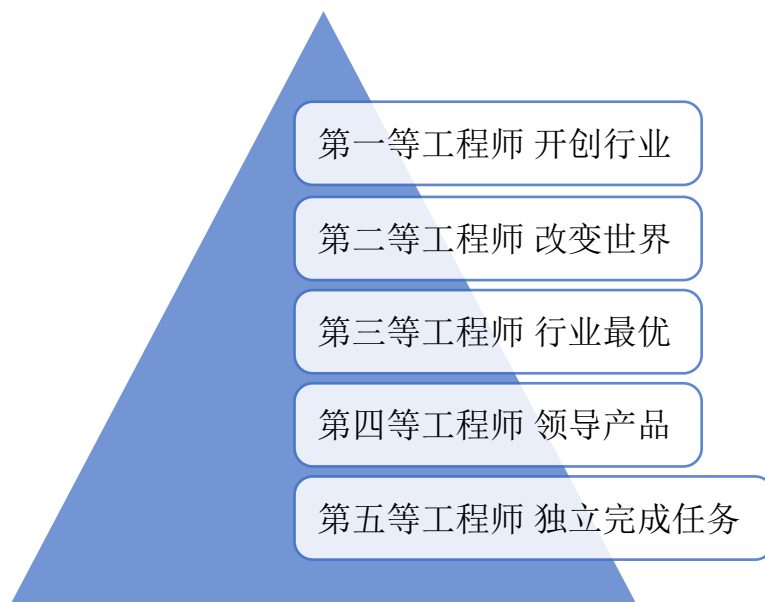 第一等工程师 开创行业
第二等工程师 改变世界
第三等工程师 行业最优
第四等工程师 领导产品
第五等工程师 独立完成任务